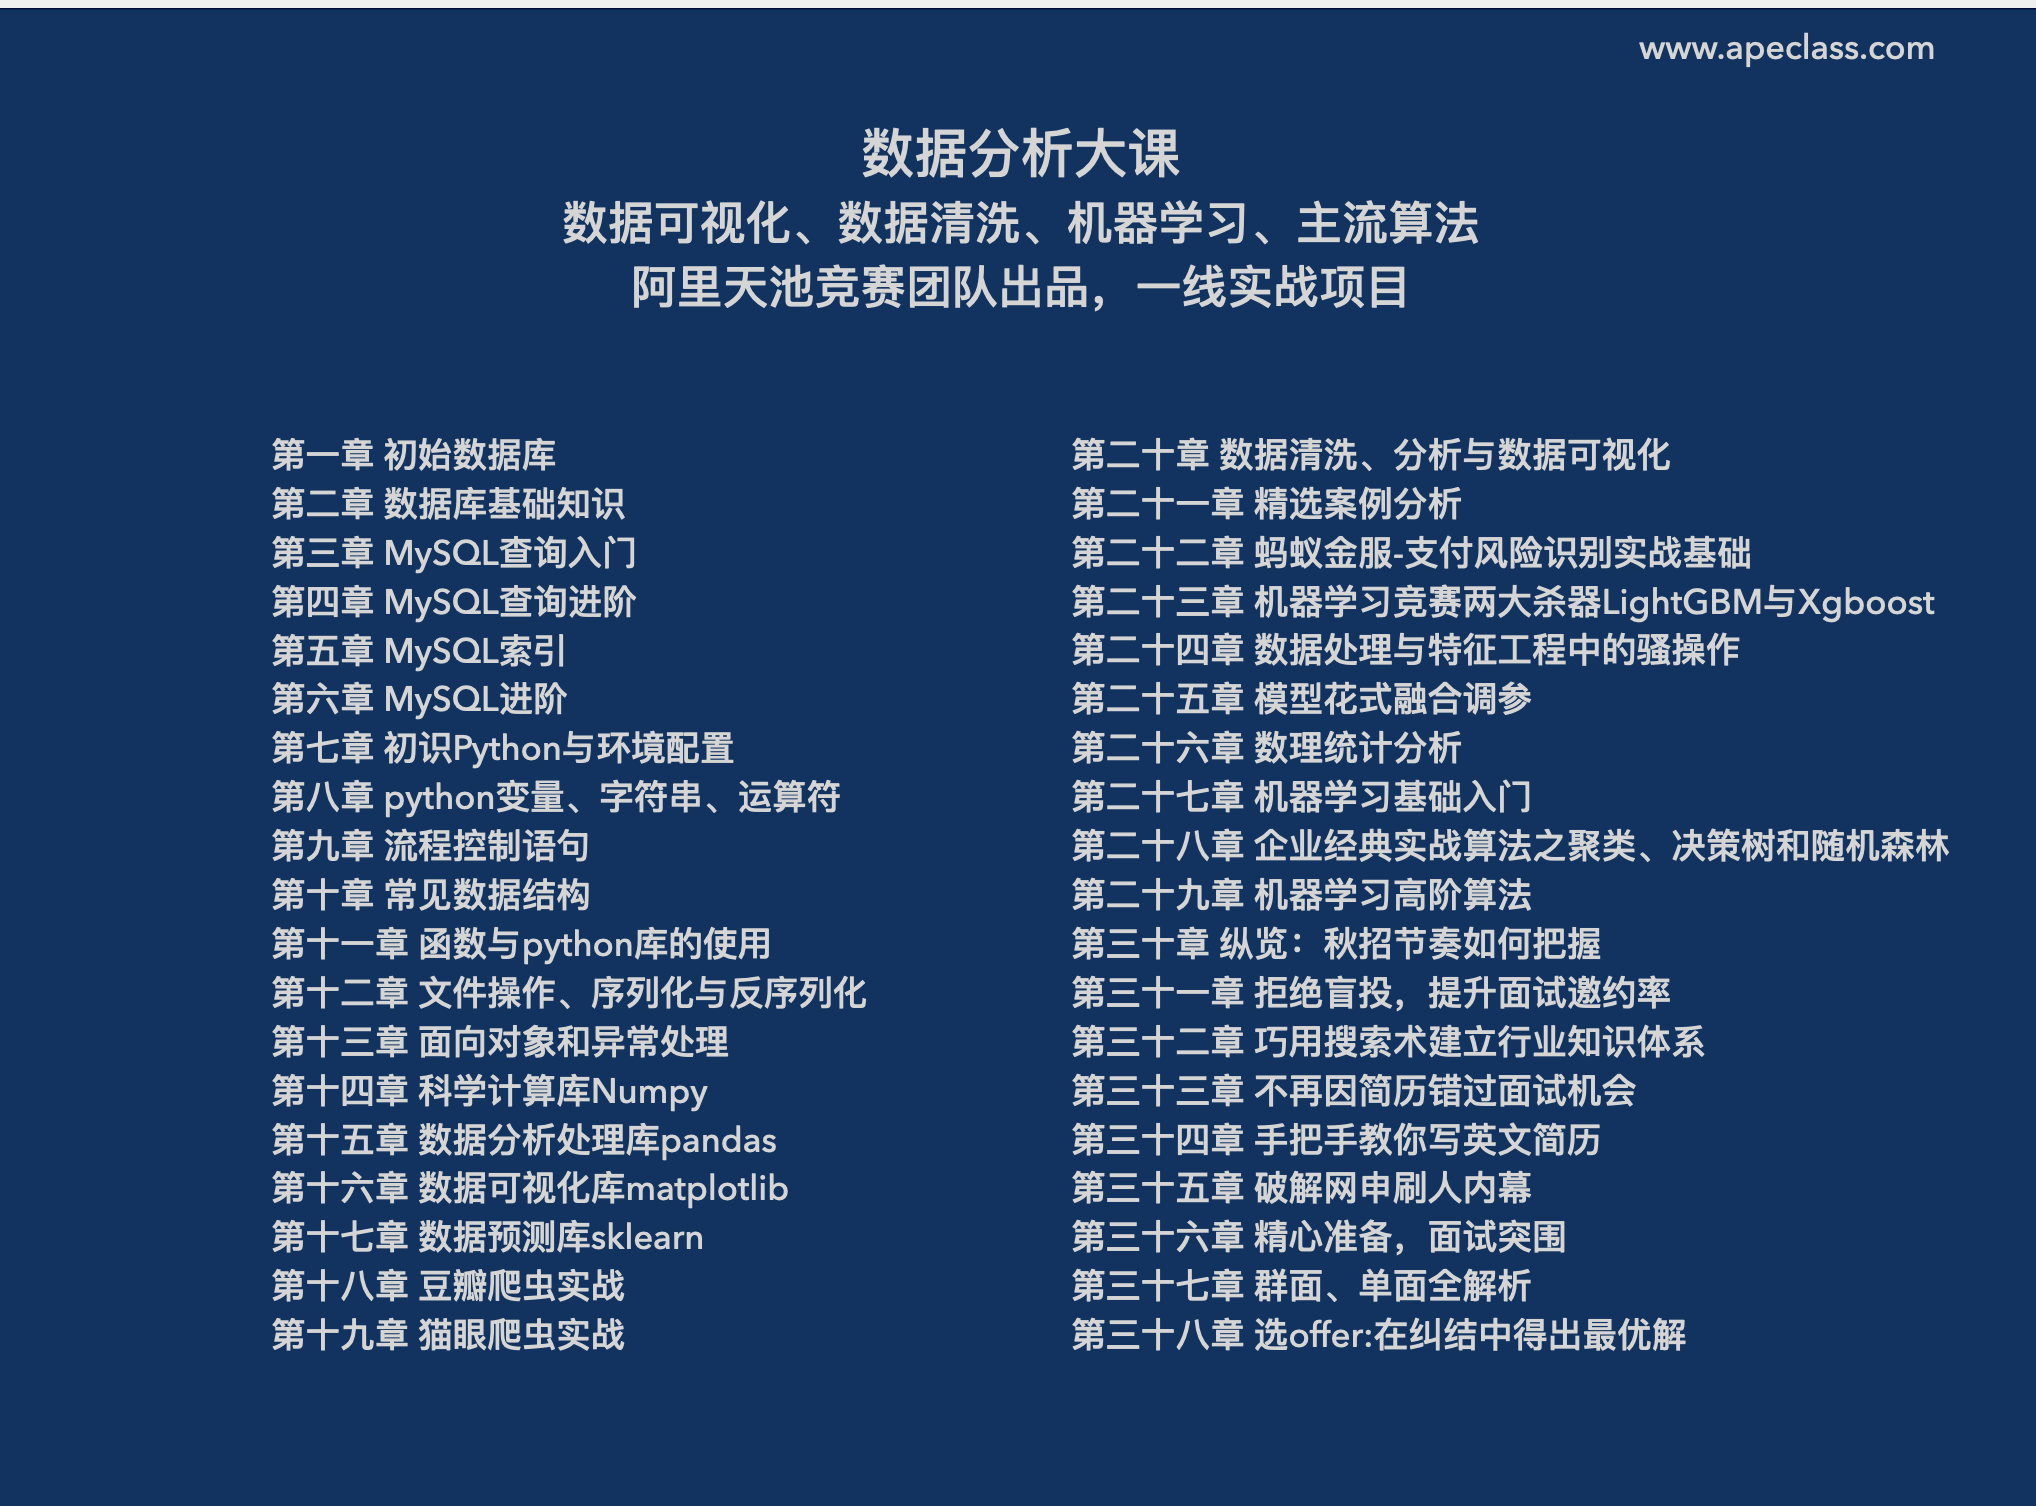 www.apeclass.com
数据分析大课
数据可视化、数据清洗、机器学习、主流算法
阿里天池竞赛团队出品，一线实战项目
第一章 初始数据库
第二章 数据库基础知识
第三章 MySQL查询入门
第四章 MySQL查询进阶
第五章 MySQL索引
第六章 MySQL进阶
第七章 初识Python与环境配置
第八章 python变量、字符串、运算符
第九章 流程控制语句
第十章 常见数据结构
第十一章 函数与python库的使用
第十二章 文件操作、序列化与反序列化
第十三章 面向对象和异常处理
第十四章 科学计算库Numpy
第十五章 数据分析处理库pandas
第十六章 数据可视化库matplotlib
第十七章 数据预测库sklearn
第十八章 豆瓣爬虫实战
第十九章 猫眼爬虫实战
第二十章 数据清洗、分析与数据可视化
第二十一章 精选案例分析
第二十二章 蚂蚁金服-支付风险识别实战基础
第二十三章 机器学习竞赛两大杀器LightGBM与Xgboost
第二十四章 数据处理与特征工程中的骚操作
第二十五章 模型花式融合调参
第二十六章 数理统计分析
第二十七章 机器学习基础入门
第二十八章 企业经典实战算法之聚类、决策树和随机森林
第二十九章 机器学习高阶算法
第三十章 纵览：秋招节奏如何把握
第三十一章 拒绝盲投，提升面试邀约率
第三十二章 巧用搜索术建立行业知识体系
第三十三章 不再因简历错过面试机会
第三十四章 手把手教你写英文简历
第三十五章 破解网申刷人内幕
第三十六章 精心准备，面试突围
第三十七章 群面、单面全解析
第三十八章 选offer:在纠结中得出最优解